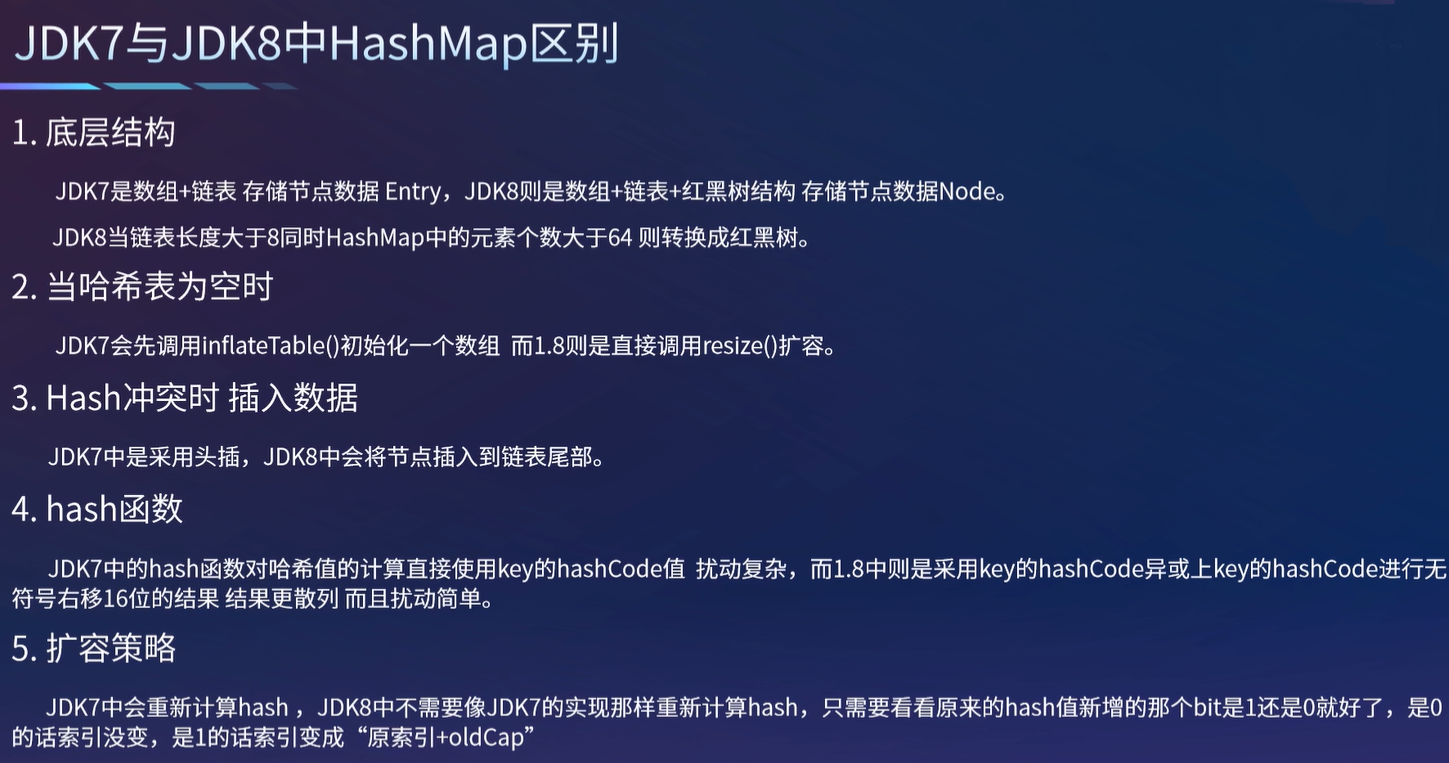 JDK7与JDK8中HashMap区别
1. 底层结构
JDK7是数组+链表 存储节点数据 Entry，JDK8则是数组+链表+红黑树结构 存储节点数据Node。
JDK8当链表长度大于8同时HashMap中的元素个数大于64 则转换成红黑树。
2. 当哈希表为空时
JDK7会先调用inflateTable()初始化一个数组 而1.8则是直接调用resize()扩容。
3. Hash冲突时 插入数据
JDK7中是采用头插，JDK8中会将节点插入到链表尾部。
4. hash函数
JDK7中的hash函数对哈希值的计算直接使用key的hashCode值 扰动复杂，而1.8中则是采用key的hashCode异或上key的hashCode进行无
符号右移16位的结果 结果更散列 而且扰动简单。
5. 扩容策略
JDK7中会重新计算hash ，JDK8中不需要像JDK7的实现那样重新计算hash，只需要看看原来的hash值新增的那个bit是1还是0就好了，是0
的话索引没变，是1的话索引变成“原索引+oldCap”